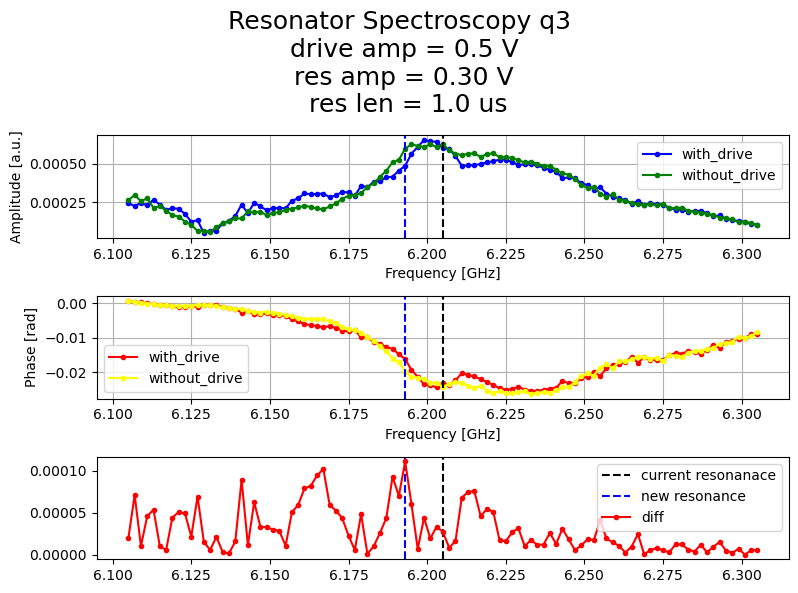 Resonator Spectroscopy q3
drive amp = 0.5 V
res amp = 0.30 V
res len = 1.0 us
Amplitude [a.u.]
0.00050
0.00025
with_drive
without_drive
6.100 6.125 6.150 6.175 6.200 6.225 6.250 6.275 6.300
Frequency [GHz]
Phase [rad]
0.00
−0.01
−0.02
with_drive
without_drive
6.100 6.125 6.150 6.175 6.200 6.225 6.250 6.275 6.300
Frequency [GHz]
0.00010
0.00005
0.00000
current resonanace
new resonance
diff
6.100 6.125 6.150 6.175 6.200 6.225 6.250 6.275 6.300